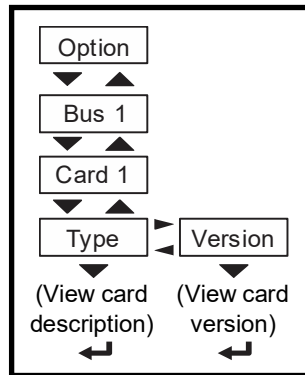 Option
Bus 1
Card 1
Type Version
(View card (View card
description) version)